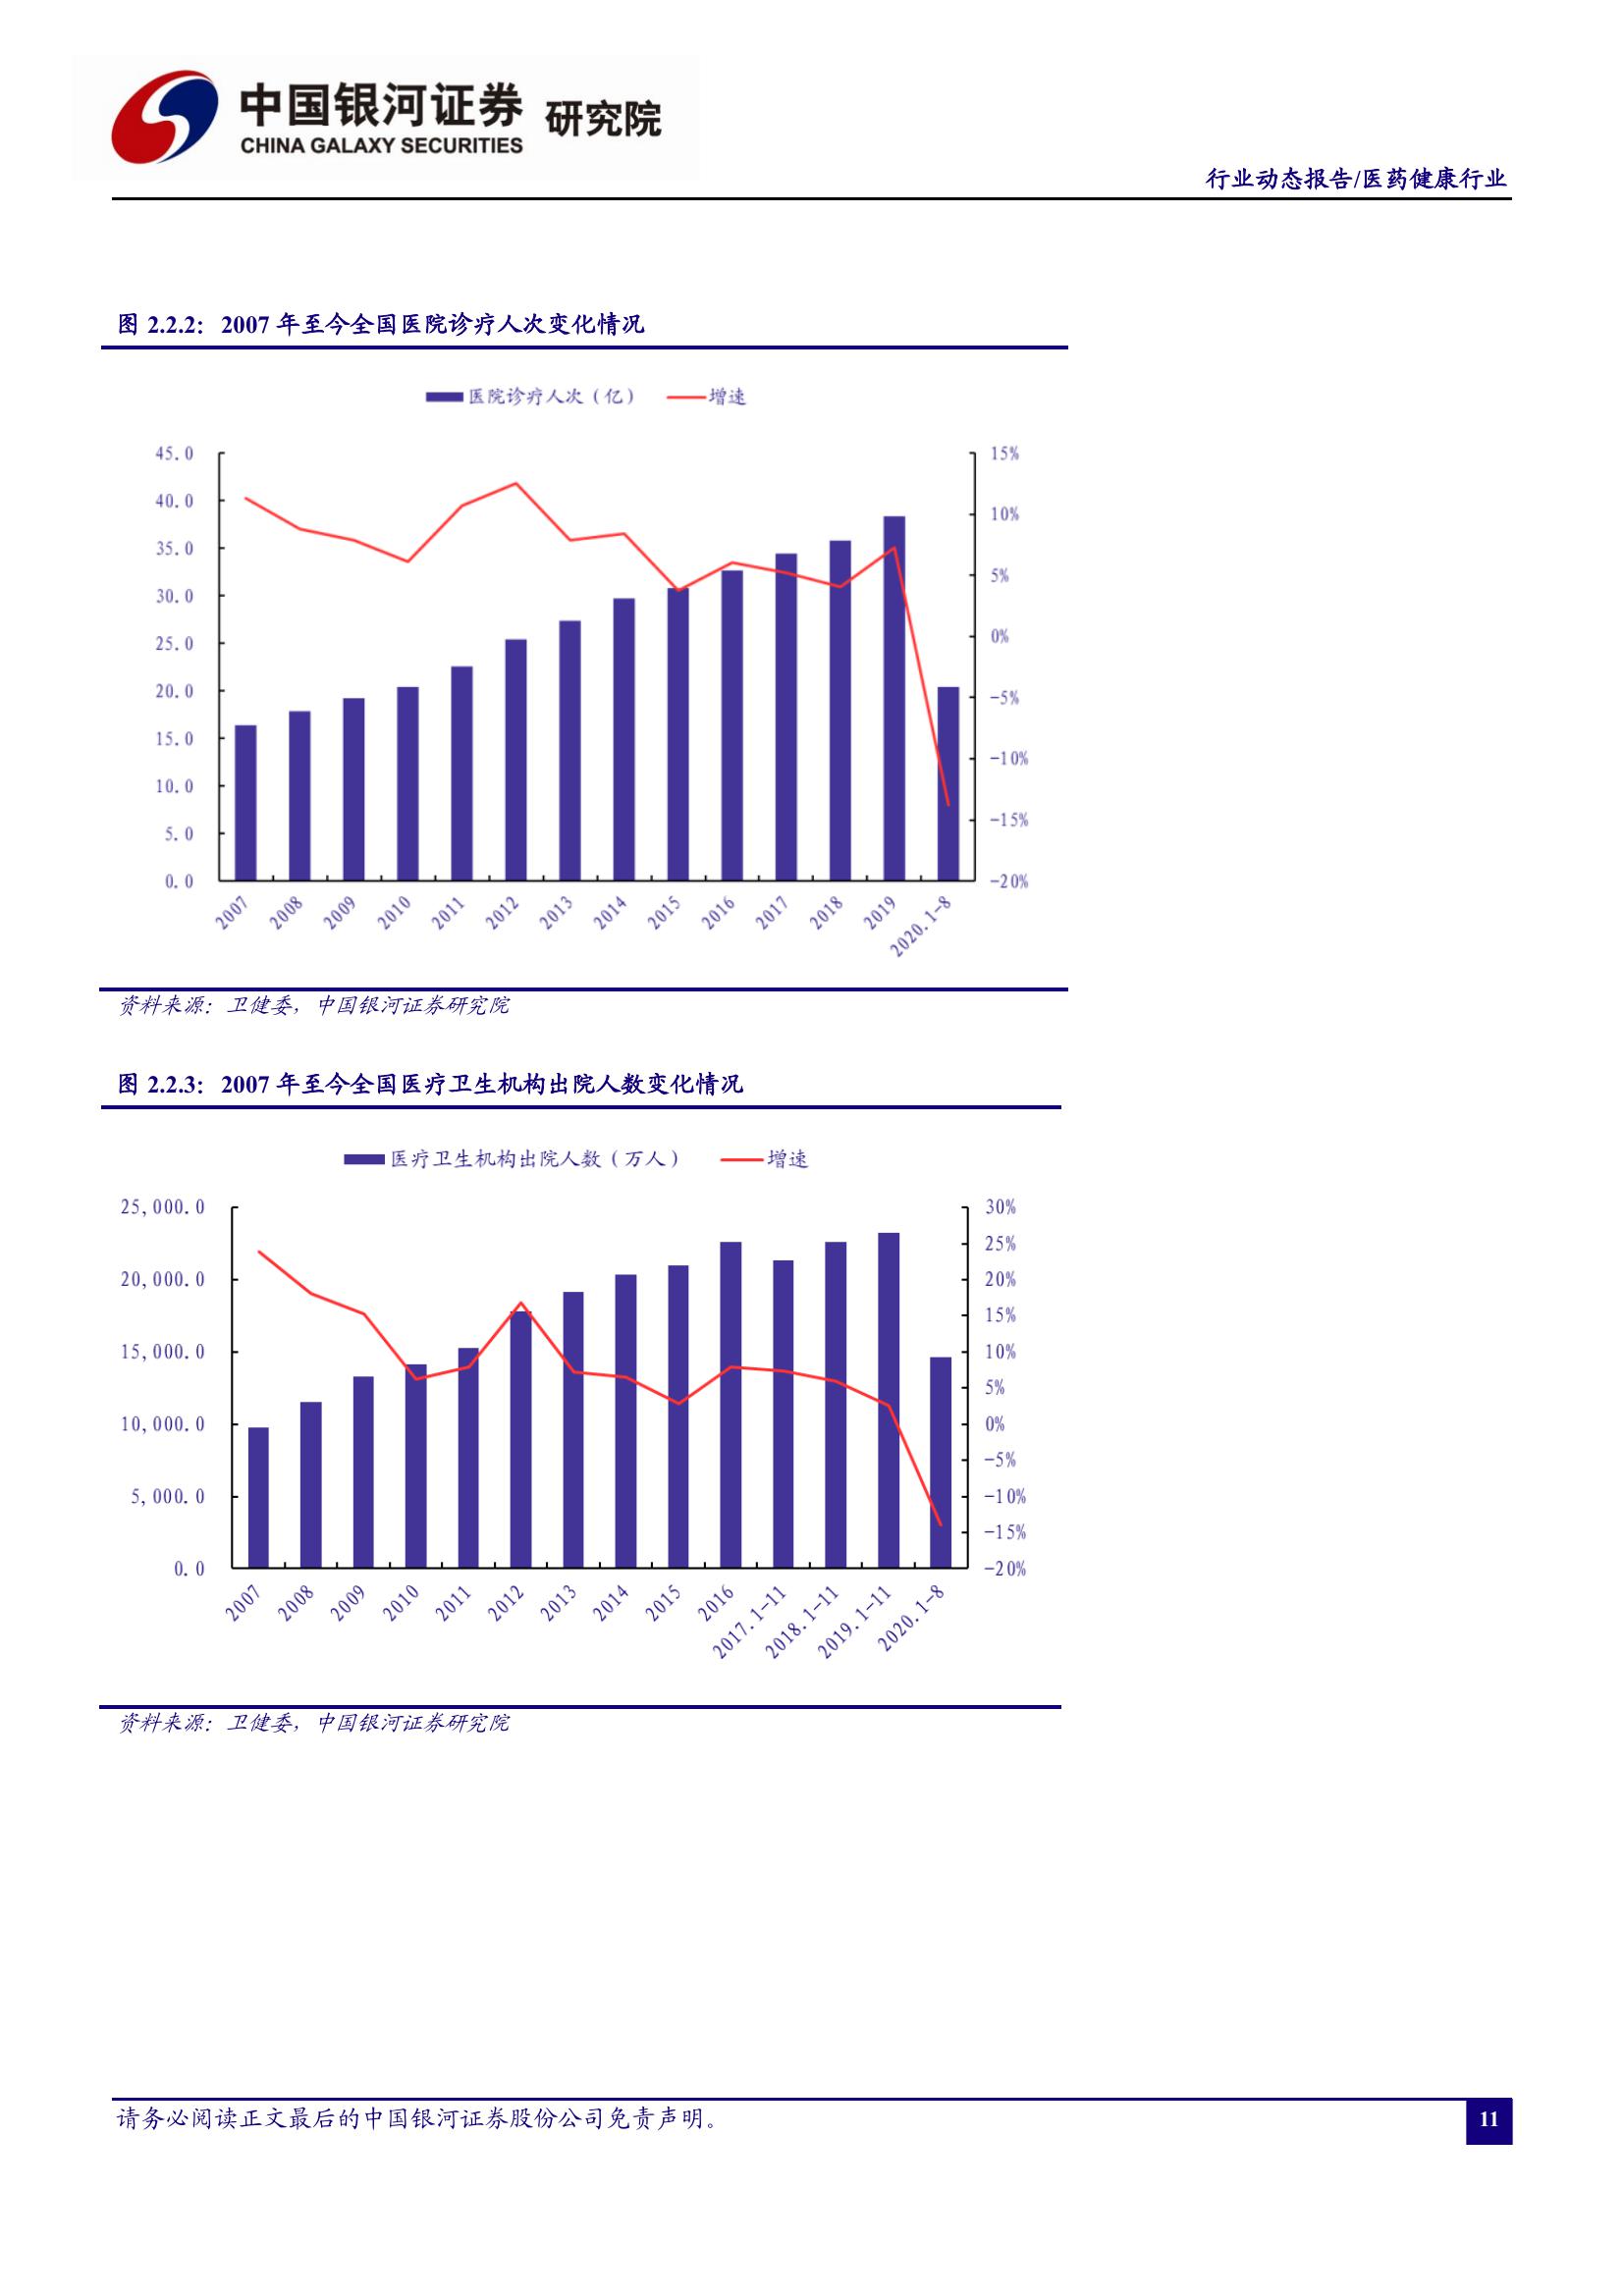 中国银河证券 研究院
CHINA GALAXY SECURITIES
行业动态报告/医药健康行业
图 2.2.2：2007 年至今全国医院诊疗人次变化情况
医院诊疗人次（亿） 增速
45.0 15%
40.0 10%
35.0 5%
30.0 0%
25.0 -5%
20.0 -10%
15.0 -15%
10.0 -20%
5.0
0.0
2007 2008 2009 2010 2011 2012 2013 2014 2015 2016 2017 2018 2019 2020.1-8
资料来源：卫健委，中国银河证券研究院
图 2.2.3：2007 年至今全国医疗卫生机构出院人数变化情况
医疗卫生机构出院人数（万人） 增速
25,000.0 30%
25%
20,000.0 20%
15%
15,000.0 10%
5%
10,000.0 0%
-5%
5,000.0 -10%
-15%
0.0 -20%
2007 2008 2009 2010 2011 2012 2013 2014 2015 2016 2017.1-11 2018.1-11 2019.1-11 2020.1-8
资料来源：卫健委，中国银河证券研究院
请务必阅读正文最后的中国银河证券股份公司免责声明。
11